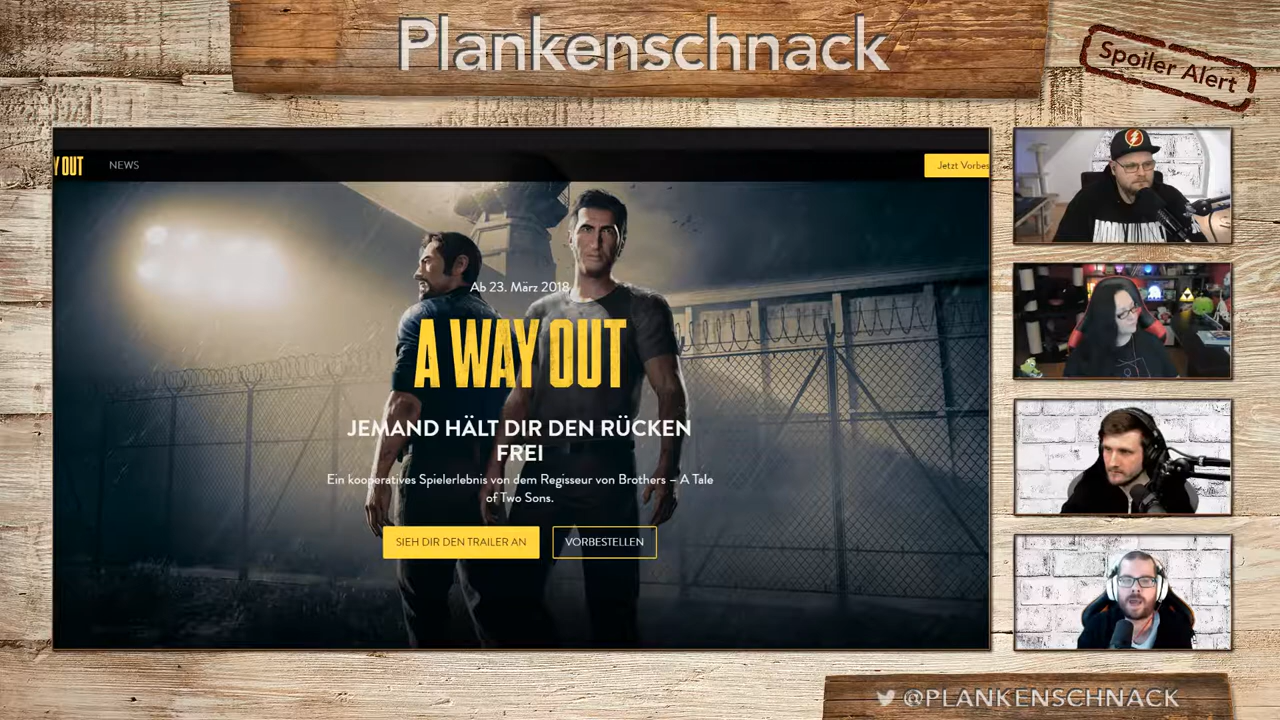 Plankenschnack
Spoiler Alert
Y OUT
NEWS
Jetzt Vorbes
Ab 23. März 2018
A WAY OUT
JEMAND HÄLT DIR DEN RÜCKEN
FREI
Ein kooperatives Spielerlebnis von dem Regisseur von Brothers – A Tale
of Two Sons.
SIEH DIR DEN TRAILER AN
VORBESTELLEN
@PLANKENSCHNACK